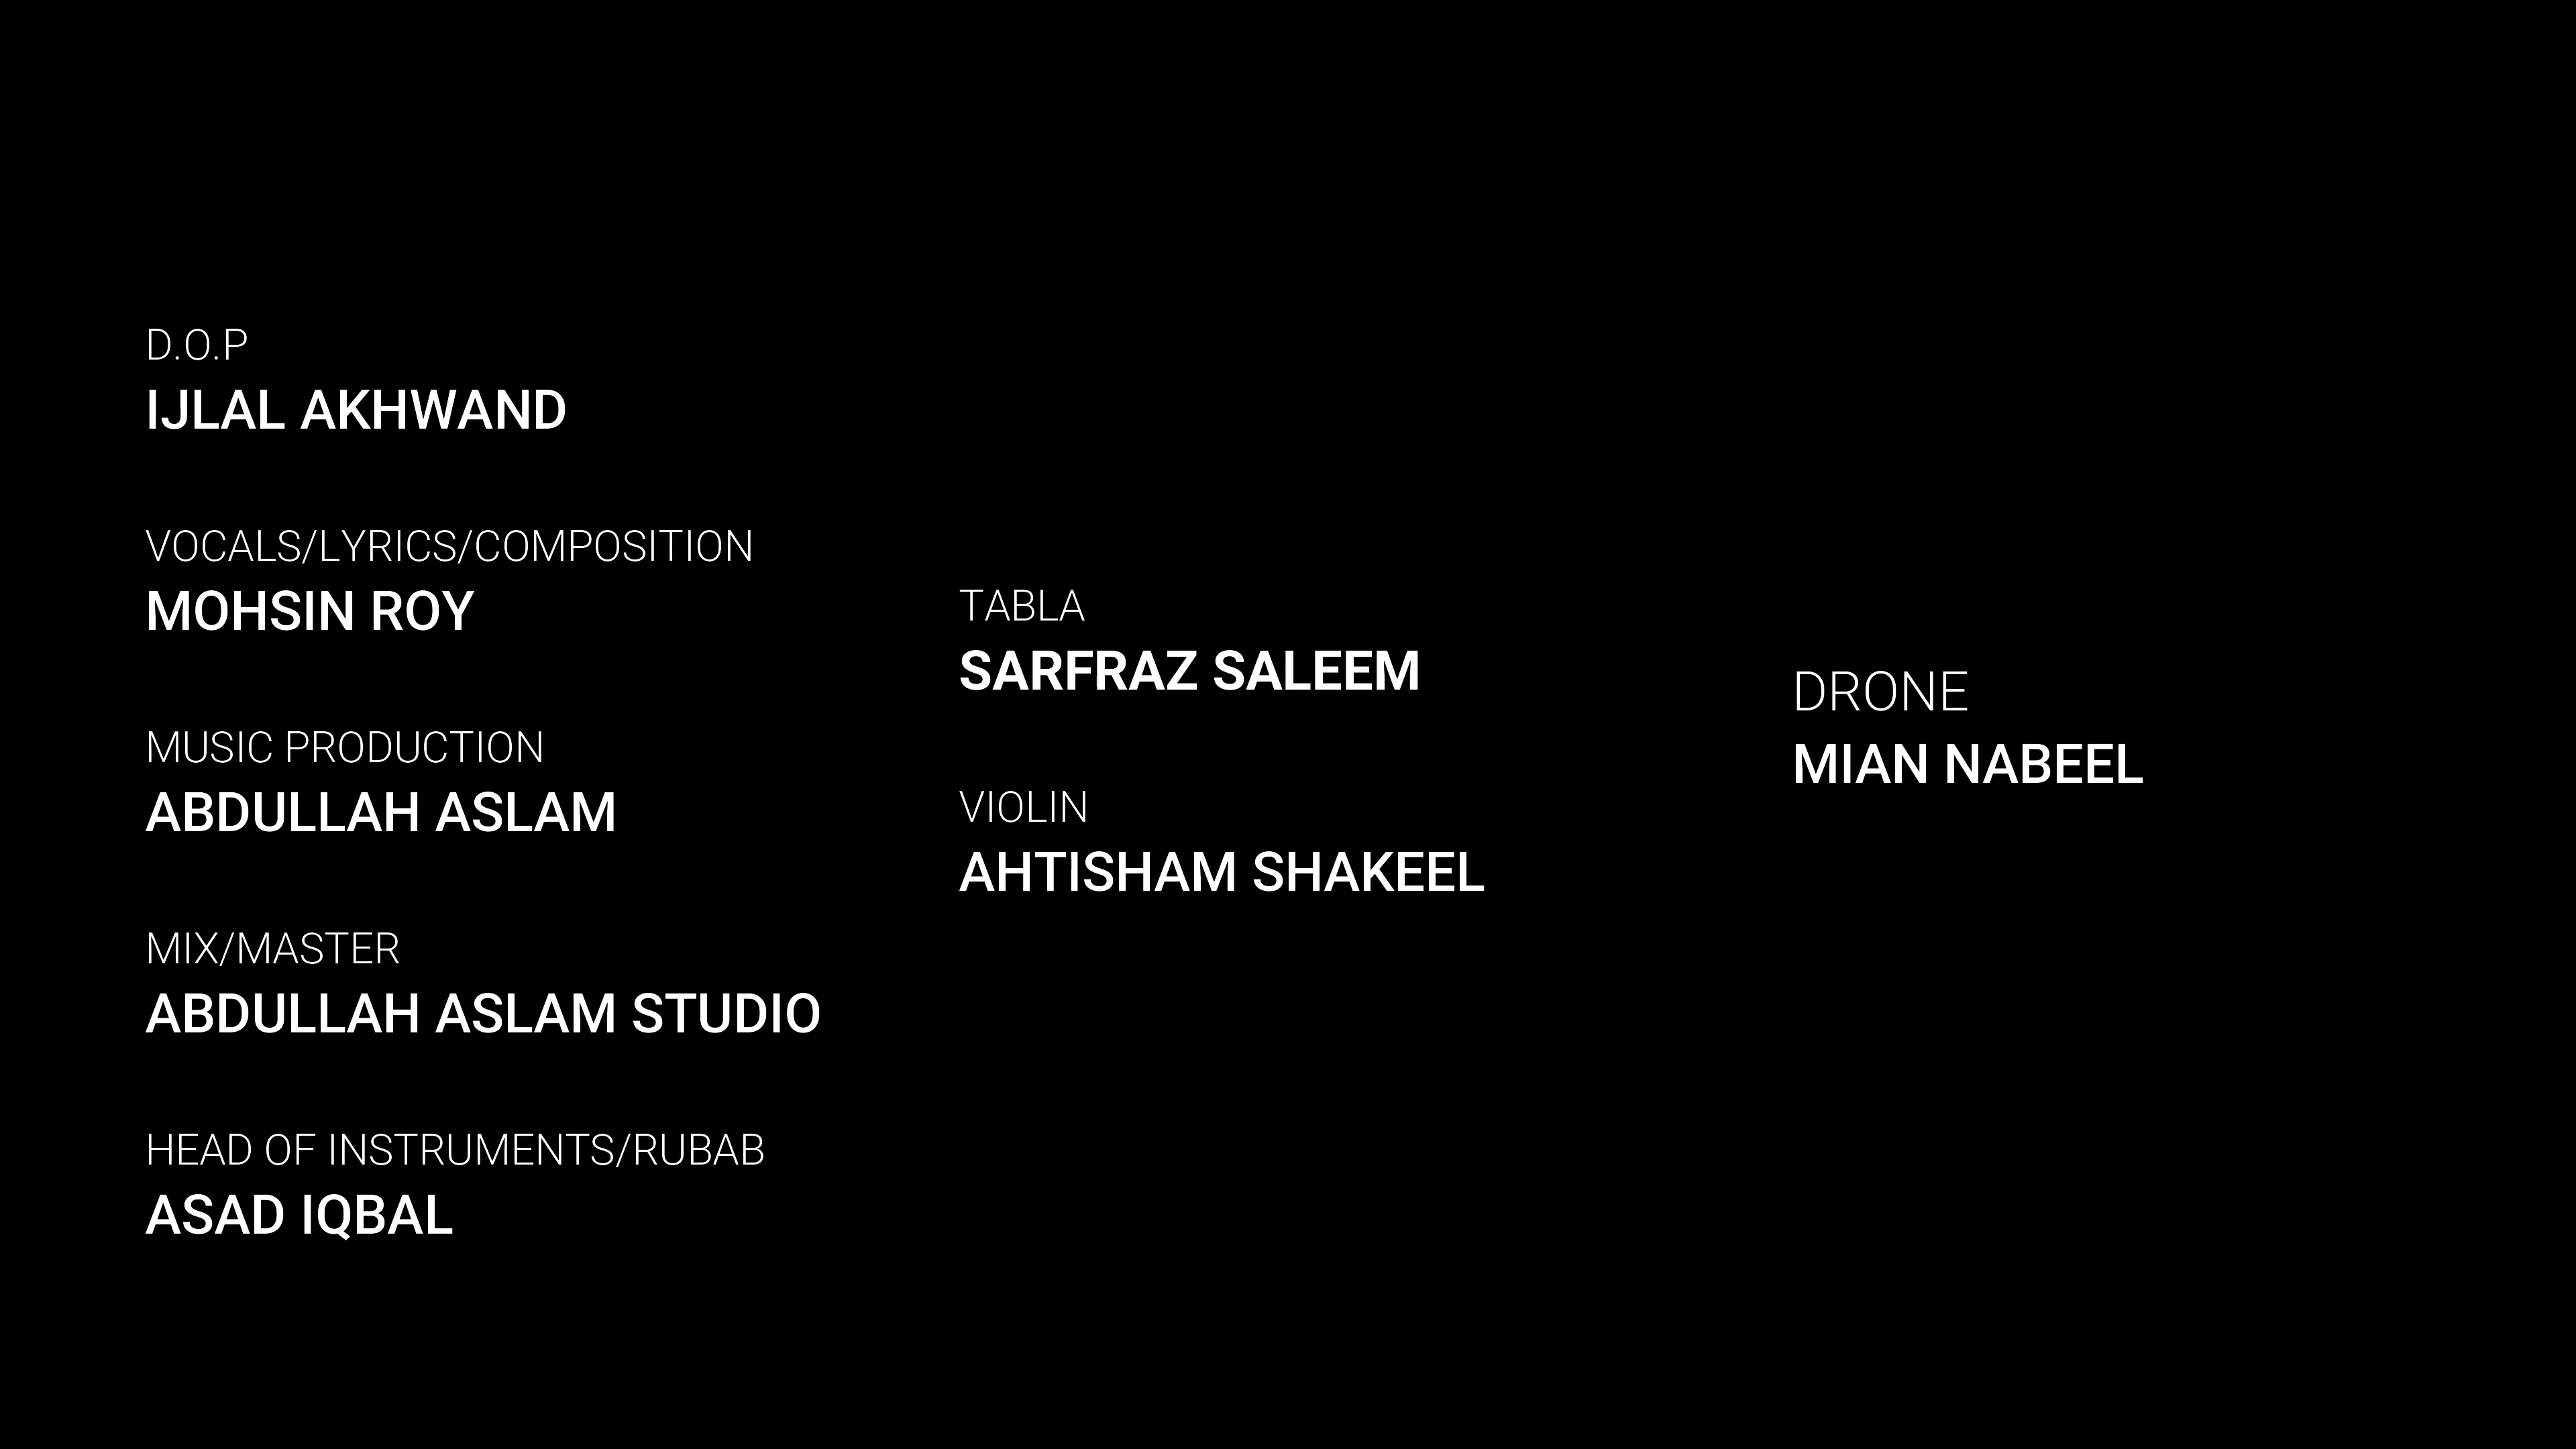 D.O.P
IJLAL AKHWAND
VOCALS/LYRICS/COMPOSITION
MOHSIN ROY
MUSIC PRODUCTION
ABDULLAH ASLAM
MIX/MASTER
ABDULLAH ASLAM STUDIO
HEAD OF INSTRUMENTS/RUBAB
ASAD IQBAL
TABLA
SARFRAZ SALEEM
VIOLIN
AHTISHAM SHAKEEL
DRONE
MIAN NABEEL